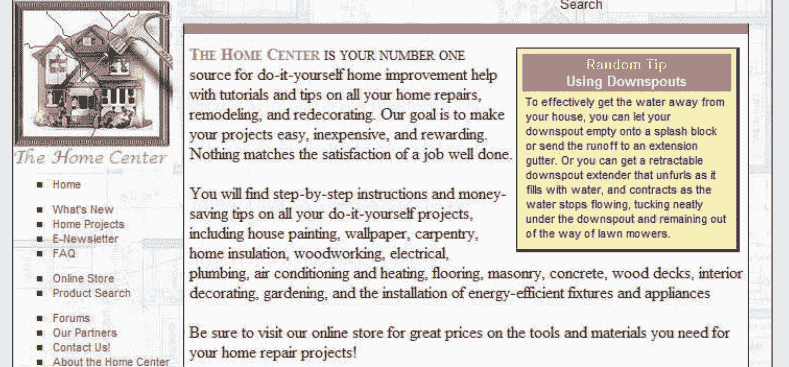 Search
The Home Center
Home
What's New
Home Projects
E-Newsletter
FAQ
Online Store
Product Search
Forums
Our Partners
Contact Us!
About the Home Center
THE HOME CENTER IS YOUR NUMBER ONE
source for do-it-yourself home improvement help
with tutorials and tips on all your home repairs,
remodeling, and redecorating. Our goal is to make
your projects easy, inexpensive, and rewarding.
Nothing matches the satisfaction of a job well done.
You will find step-by-step instructions and money-
saving tips on all your do-it-yourself projects,
including house painting, wallpaper, carpentry,
home insulation, woodworking, electrical,
plumbing, air conditioning and heating, flooring, masonry, concrete, wood decks, interior
decorating, gardening, and the installation of energy-efficient fixtures and appliances
Be sure to visit our online store for great prices on the tools and materials you need for
your home repair projects!
Random Tip
Using Downspouts
To effectively get the water away from
your house, you can let your
downspout empty onto a splash block
or send the runoff to an extension
gutter. Or you can get a retractable
downspout extender that unfurls as it
fills with water, and contracts as the
water stops flowing, tucking neatly
under the downspout and remaining out
of the way of lawn mowers.